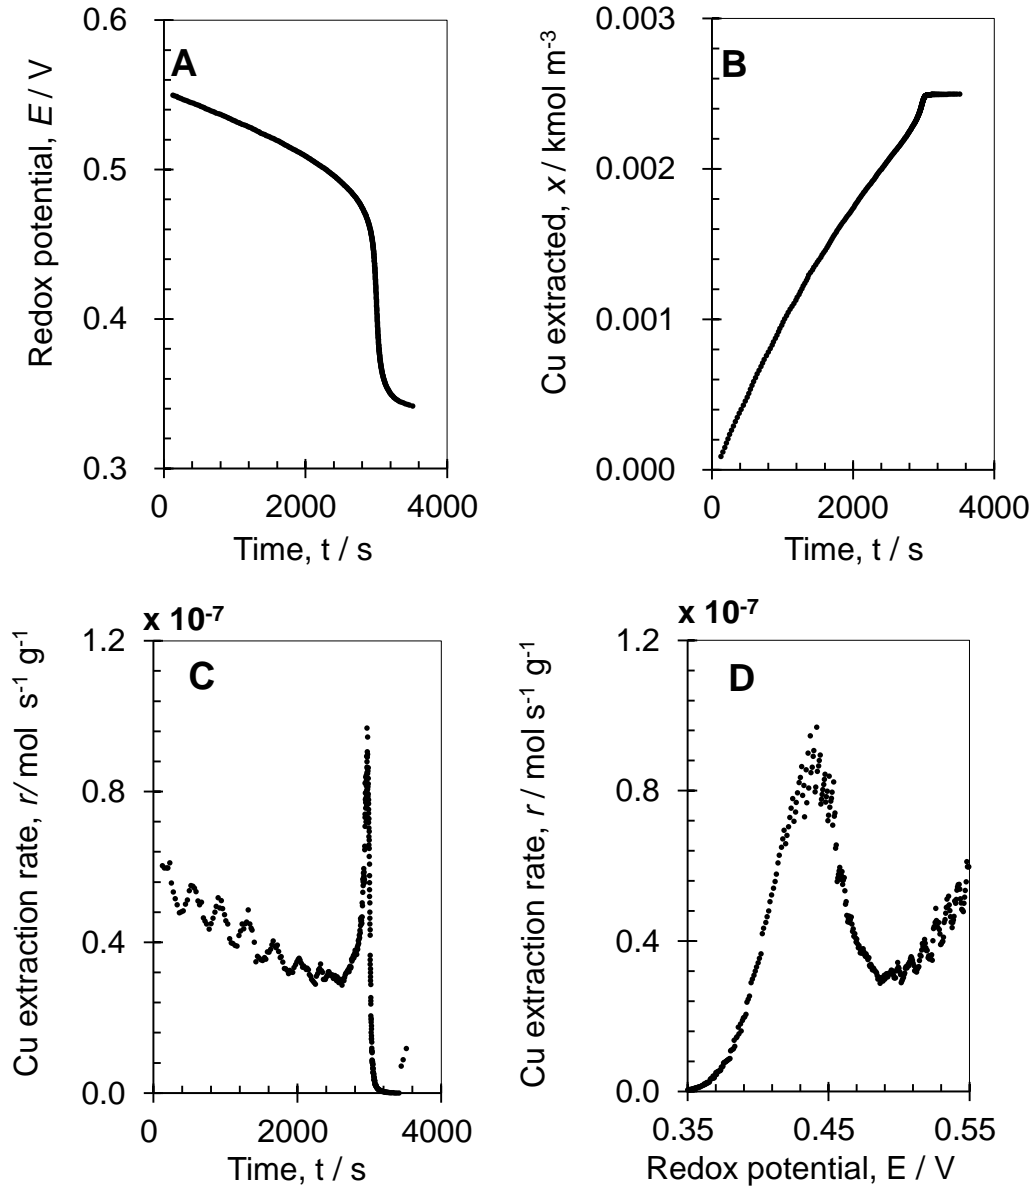 A
Redox potential, E / V
0.6
0.5
0.4
0.3
0
2000
4000
Time, t / s
B
Cu extracted, x / kmol m-3
0.003
0.002
0.001
0.000
0
2000
4000
Time, t / s
x 10-7
C
Cu extraction rate, r/ mol s-1 g-1
1.2
0.8
0.4
0.0
0
2000
4000
Time, t / s
x 10-7
D
Cu extraction rate, r / mol s-1 g-1
1.2
0.8
0.4
0.0
0.35
0.45
0.55
Redox potential, E / V